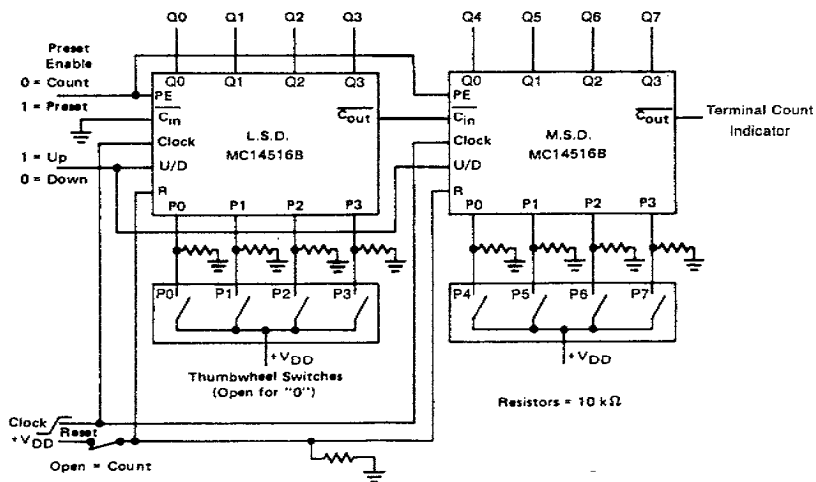 Q0 Q1 Q2 Q3 Q4 Q5 Q6 Q7
Preset
Enable
0 = Count
1 = Preset
Q0 Q1 Q2 Q3
PE
Cin
Clock
U/D
R
L.S.D.
MC14516B
Cout
P0 P1 P2 P3
Q0 Q1 Q2 Q3
PE
Cin
Clock
U/D
R
M.S.D.
MC14516B
Cout
P0 P1 P2 P3
Terminal Count
Indicator
1 = Up
0 = Down
P0 P1 P2 P3
+VDD
P4 P5 P6 P7
+VDD
Thumbwheel Switches
(Open for "0")
Resistors = 10 kΩ
Clock
+VDD
Reset
Open = Count